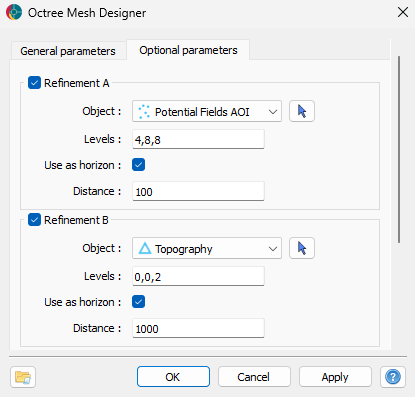 Octree Mesh Designer
General parameters
Optional parameters
Refinement A
Object : Potential Fields AOI
Levels : 4,8,8
Use as horizon :
Distance : 100
Refinement B
Object : Topography
Levels : 0,0,2
Use as horizon :
Distance : 1000
OK Cancel Apply ?